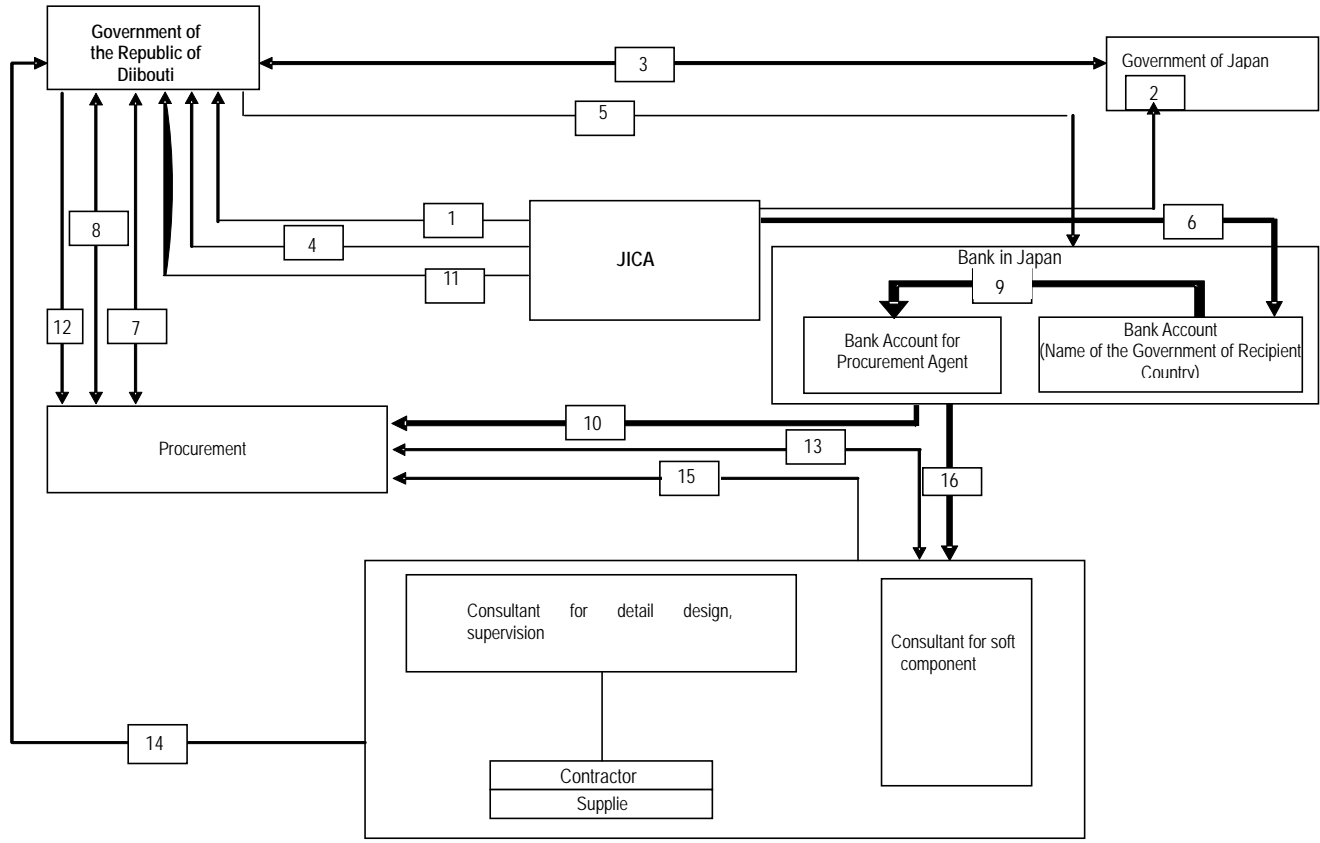 Government of
the Republic of
Diibouti
3
Government of Japan
2
5
1
6
8
4
JICA
11
Bank in Japan
9
12
7
Bank Account for
Procurement Agent
Bank Account
(Name of the Government of Recipient
Country)
10
Procurement
13
15
16
Consultant for detail design,
supervision
Consultant for soft
component
14
Contractor
Supplie